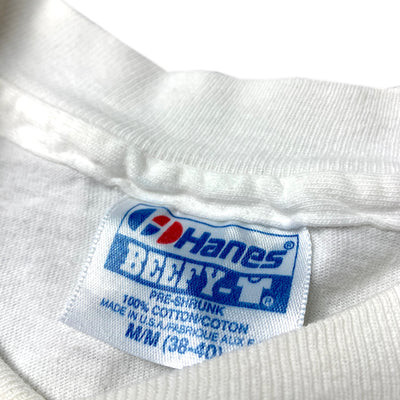 Hanes®
BEEFY-T®
PRE-SHRUNK
100% COTTON/COTON
MADE IN U.S.A/FABRIQUE AUX É
M/M (38-40)